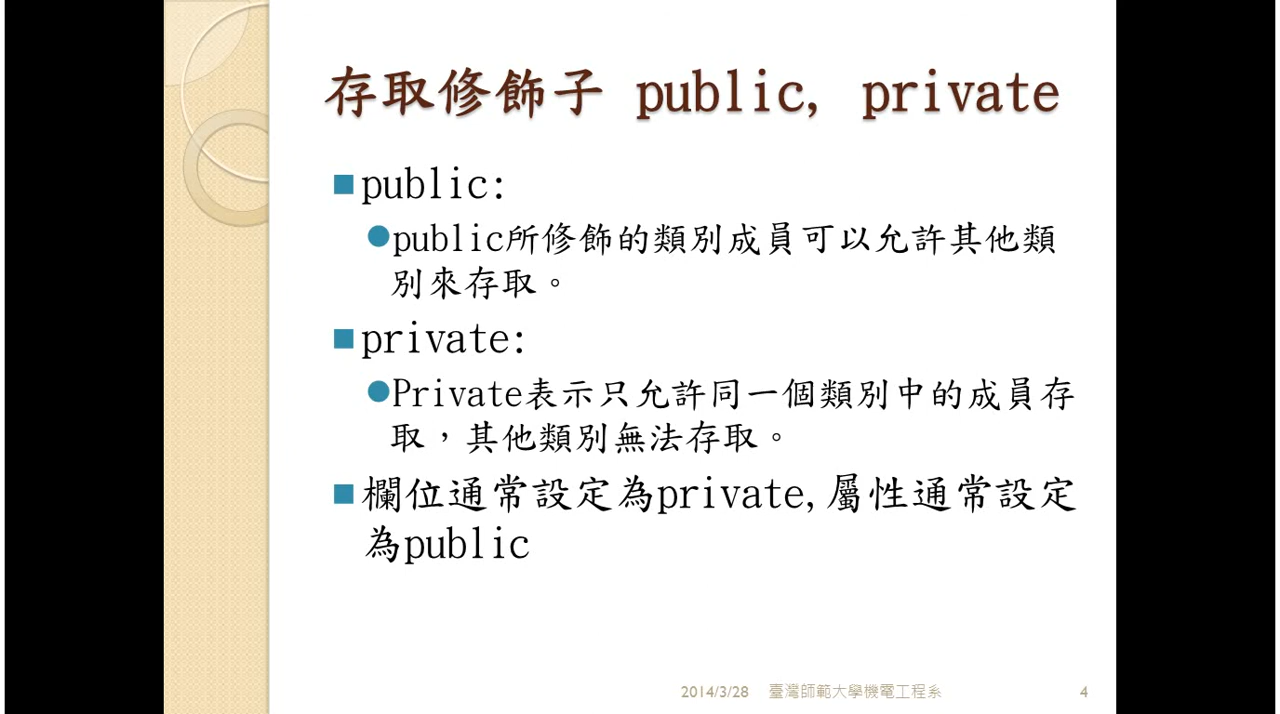 存取修飾子 public, private
public:
public所修飾的類別成員可以允許其他類
別來存取。
private:
Private表示只允許同一個類別中的成員存
取，其他類別無法存取。
欄位通常設定為private,屬性通常設定
為public
2014/3/28 臺灣師範大學機電工程系 4